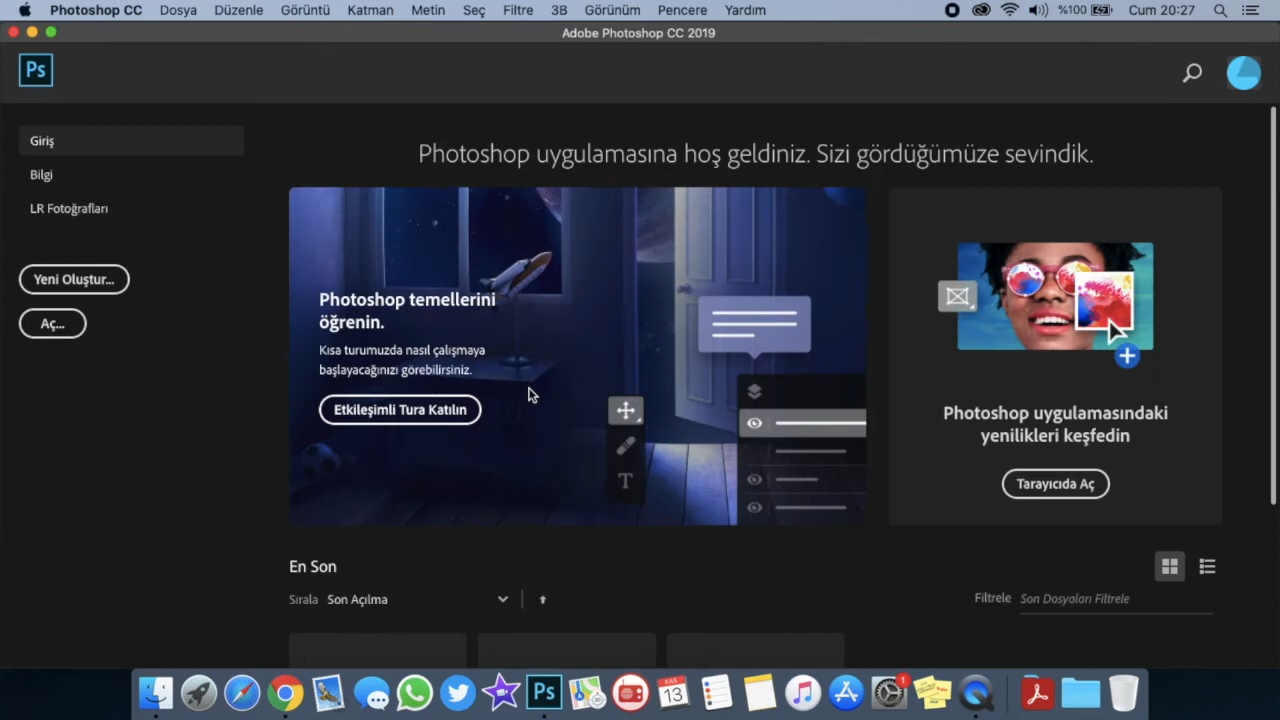 Photoshop CC Dosya Düzenle Görüntü Katman Metin Seç Filtre 3B Görünüm Pencere Yardım %100 Cum 20:27
Adobe Photoshop CC 2019
Ps
Giriş
Bilgi
LR Fotoğrafları
Yeni Oluştur...
Aç...
Photoshop uygulamasına hoş geldiniz. Sizi gördüğümüze sevindik.
Photoshop temellerini
öğrenin.
Kısa turumuzda nasıl çalışmaya
başlayacağınızı görebilirsiniz.
Etkileşimli Tura Katılın
T
Photoshop uygulamasındaki
yenilikleri keşfedin
Tarayıcıda Aç
En Son
Sırala Son Açılma
Filtrele Son Dosyaları Filtrele
Ps
KAS
13
1